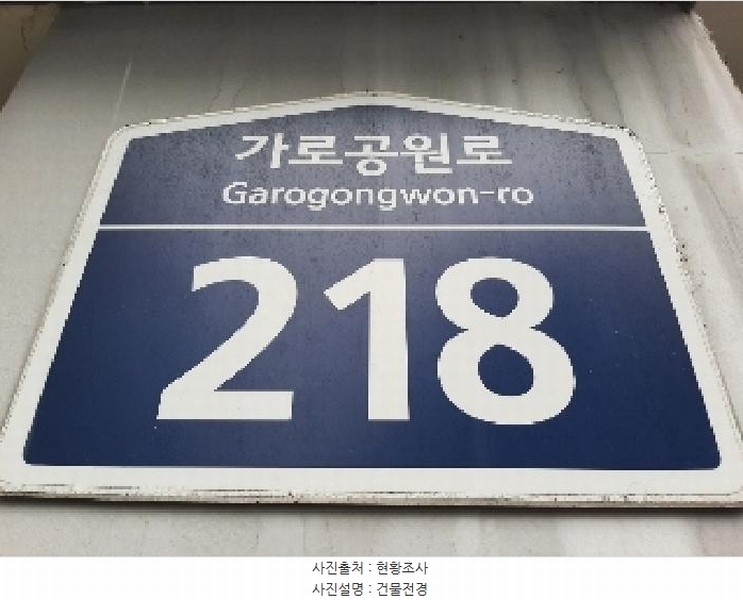 가로공원로
Garogongwon-ro
218
사진출처 : 현황조사
사진설명 : 건물전경